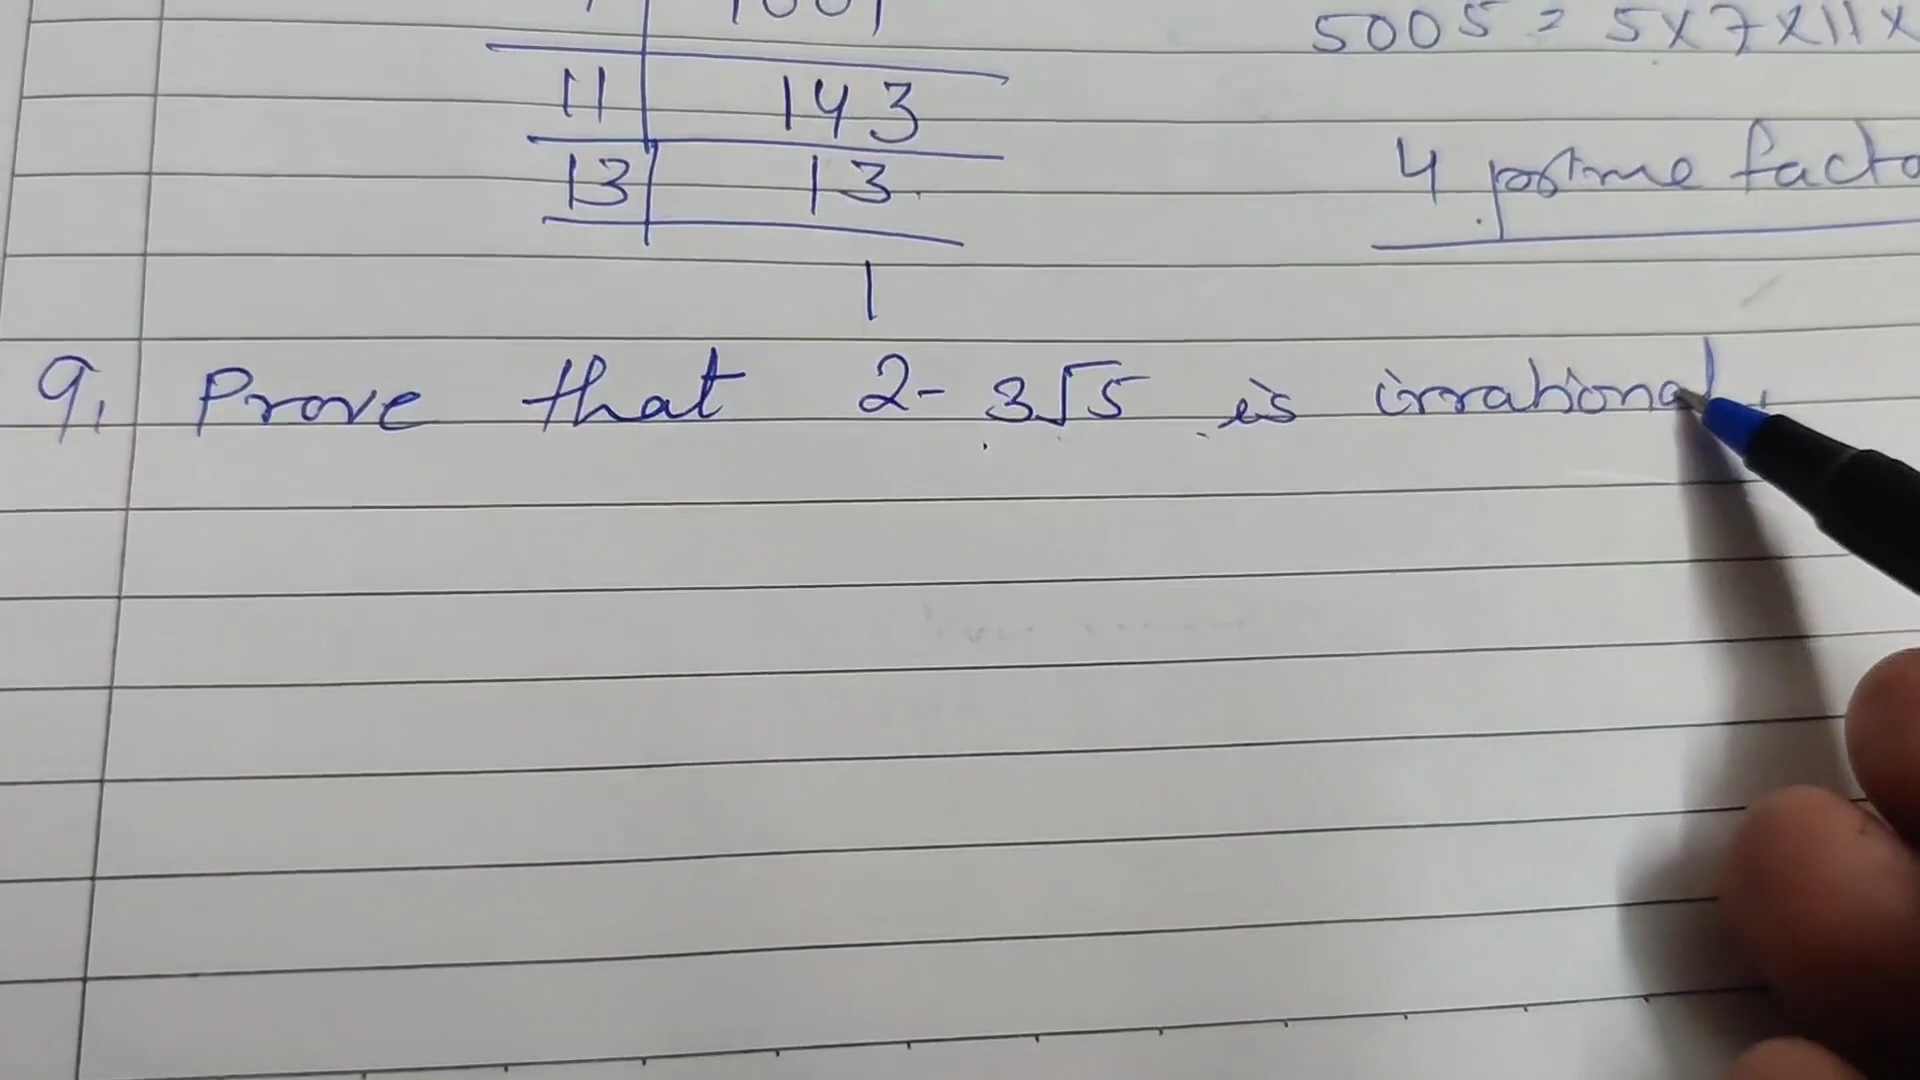 1001
5005 = 5x7x11x
11 143
13 13
4 prime facto
1
9, Prove that 2- 3√5 is irrational.